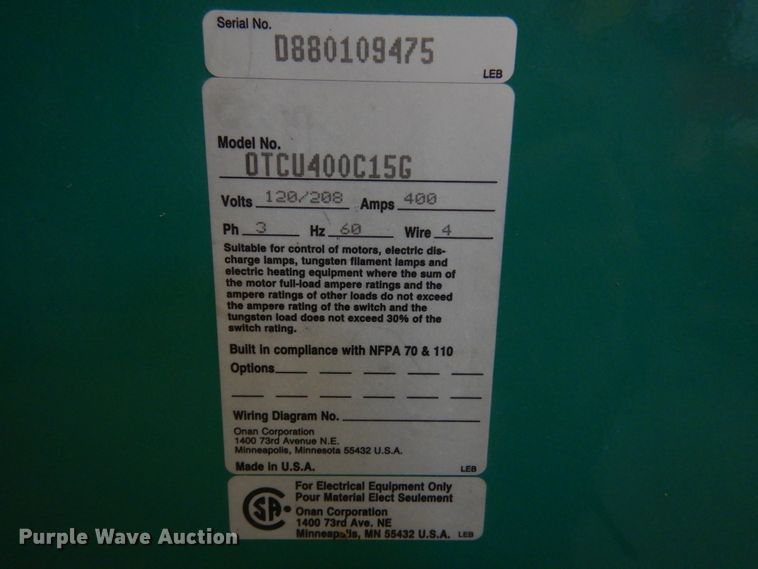 Serial No.
D880109475
LEB
Model No.
OTCU400C15G
Volts 120/208 Amps 400
Ph 3 Hz 60 Wire 4
Suitable for control of motors, electric dis-
charge lamps, tungsten filament lamps and
electric heating equipment where the sum of
the motor full-load ampere ratings and the
ampere ratings of other loads do not exceed
the ampere rating of the switch and the
tungsten load does not exceed 30% of the
switch rating.
Built in compliance with NFPA 70 & 110
Options
Wiring Diagram No.
Onan Corporation
1400 73rd Avenue N.E.
Minneapolis, Minnesota 55432 U.S.A.
Made in U.S.A. LEB
SA
For Electrical Equipment Only
Pour Material Elect Seulement
Onan Corporation
1400 73rd Ave. NE
Minneapolis, MN 55432 U.S.A. LEB
Purple Wave Auction